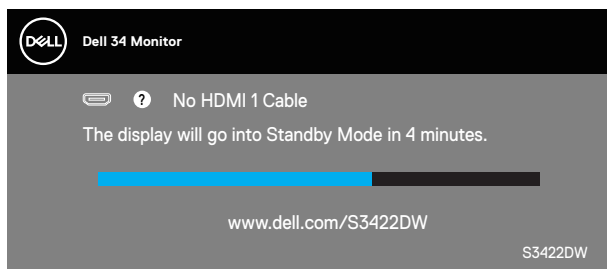 DELL
Dell 34 Monitor
? No HDMI 1 Cable
The display will go into Standby Mode in 4 minutes.
www.dell.com/S3422DW
S3422DW